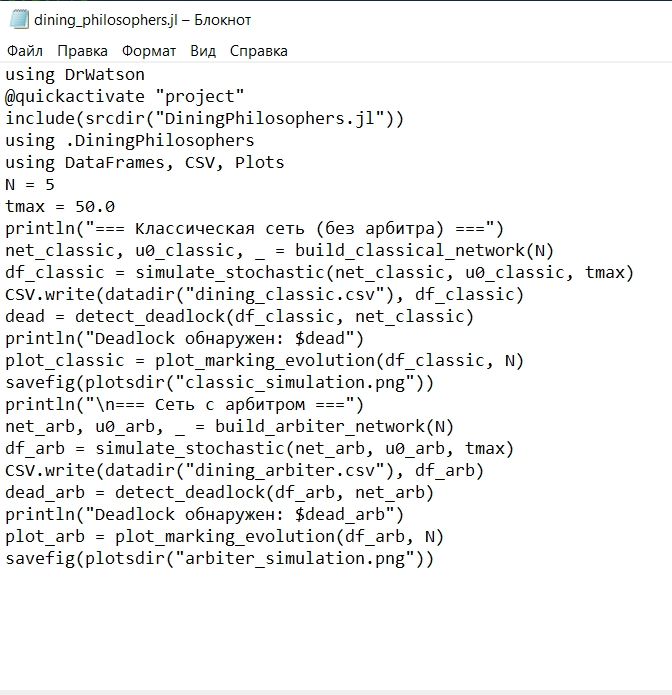 dining_philosophers.jl – Блокнот
Файл Правка Формат Вид Справка
using DrWatson
@quickactivate "project"
include(srcdir("DiningPhilosophers.jl"))
using .DiningPhilosophers
using DataFrames, CSV, Plots
N = 5
tmax = 50.0
println("=== Классическая сеть (без арбитра) ===")
net_classic, u0_classic, _ = build_classical_network(N)
df_classic = simulate_stochastic(net_classic, u0_classic, tmax)
CSV.write(datadir("dining_classic.csv"), df_classic)
dead = detect_deadlock(df_classic, net_classic)
println("Deadlock обнаружен: $dead")
plot_classic = plot_marking_evolution(df_classic, N)
savefig(plotsdir("classic_simulation.png"))
println("\n=== Сеть с арбитром ===")
net_arb, u0_arb, _ = build_arbiter_network(N)
df_arb = simulate_stochastic(net_arb, u0_arb, tmax)
CSV.write(datadir("dining_arbiter.csv"), df_arb)
dead_arb = detect_deadlock(df_arb, net_arb)
println("Deadlock обнаружен: $dead_arb")
plot_arb = plot_marking_evolution(df_arb, N)
savefig(plotsdir("arbiter_simulation.png"))